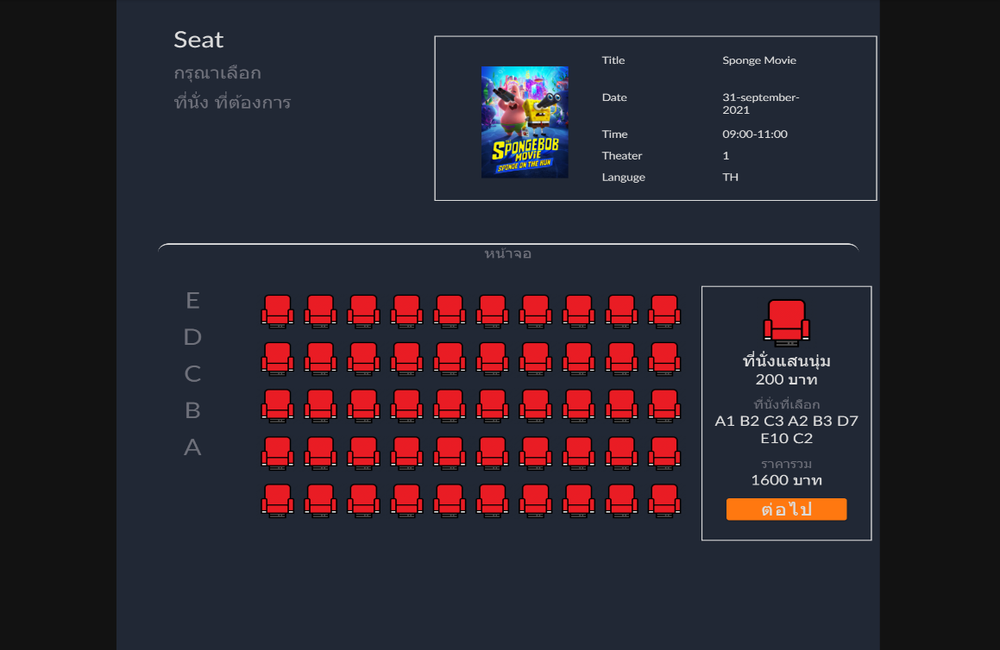 Seat
กรุณาเลือก
ที่นั่ง ที่ต้องการ
THE
SPONGEBOB
MOVIE
SPONGE ON THE RUN
Title Sponge Movie
Date 31-september-
2021
Time 09:00-11:00
Theater 1
Languge TH
หน้าจอ
E
D
C
B
A
ที่นั่งแสนนุ่ม
200 บาท
ที่นั่งที่เลือก
A1 B2 C3 A2 B3 D7
E10 C2
ราคารวม
1600 บาท
ต่อไป